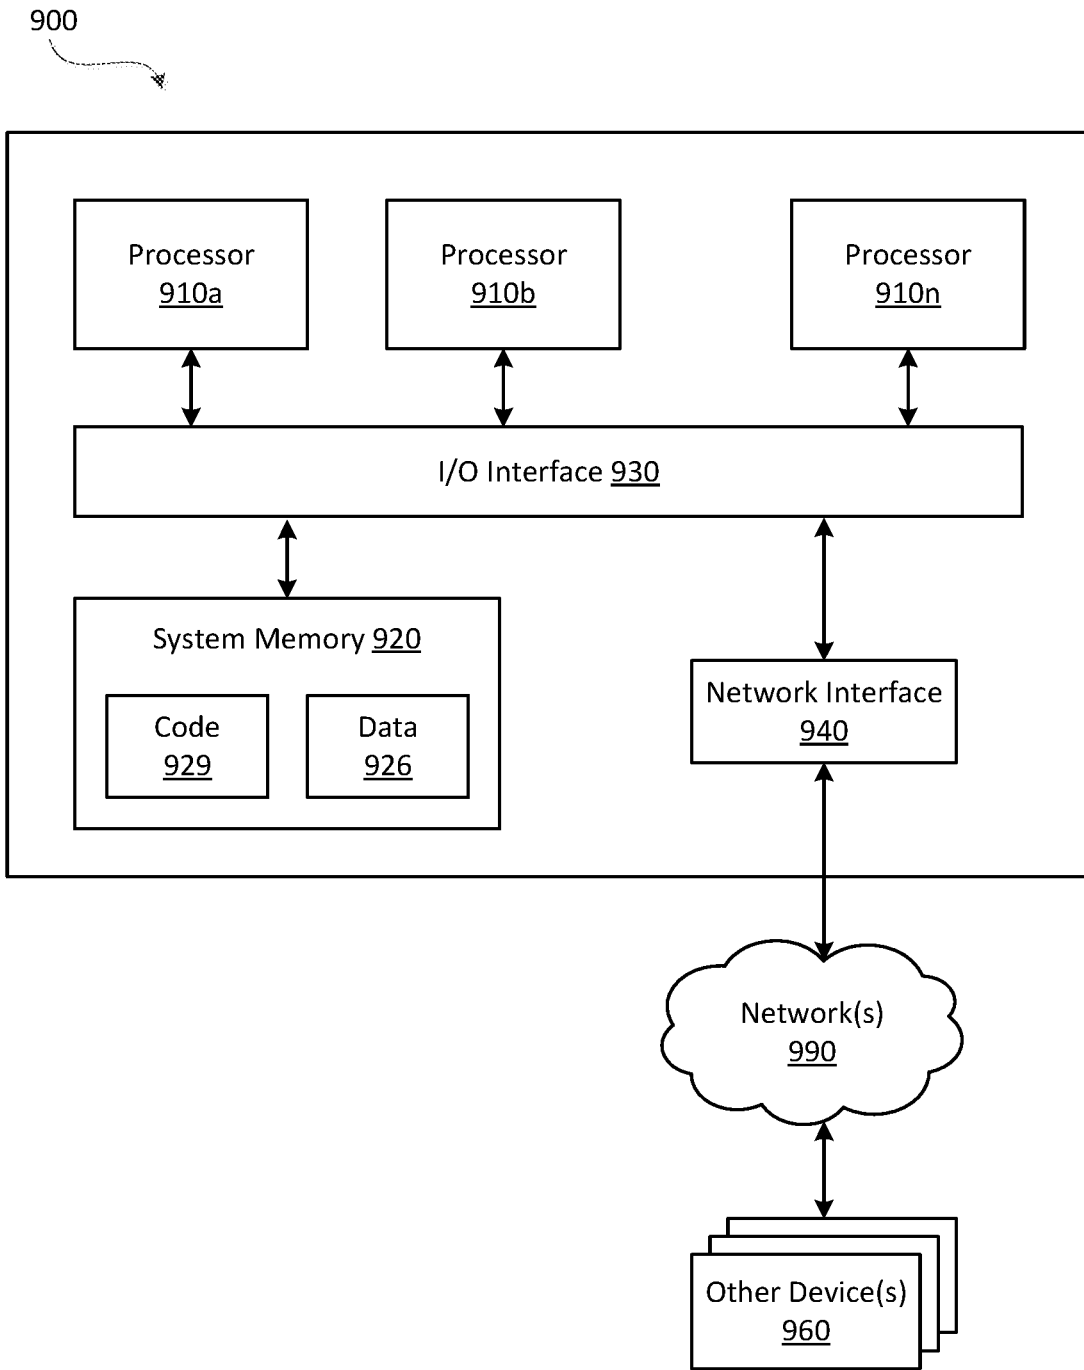 900
Processor
910a
Processor
910b
Processor
910n
I/O Interface 930
System Memory 920
Code
929
Data
926
Network Interface
940
Network(s)
990
Other Device(s)
960